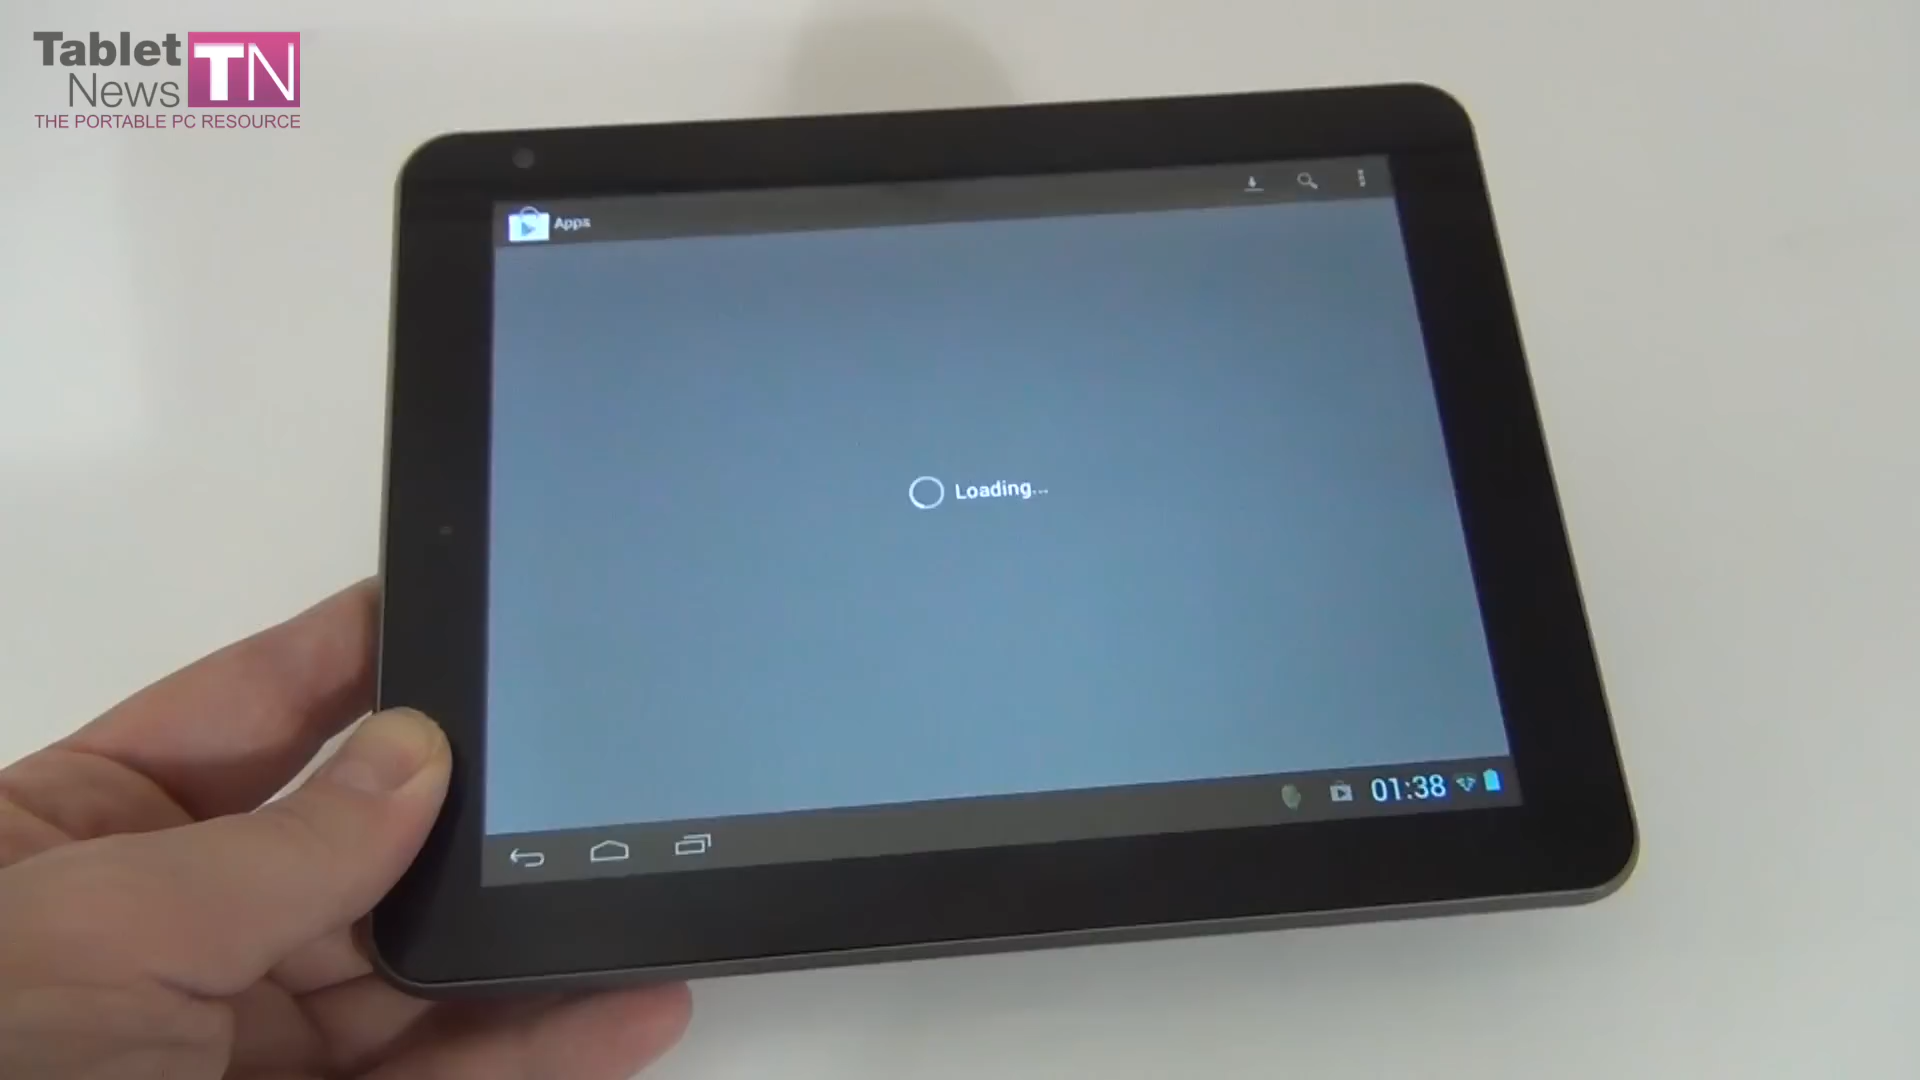 Tablet
News
TN
THE PORTABLE PC RESOURCE
Apps
Loading...
01:38